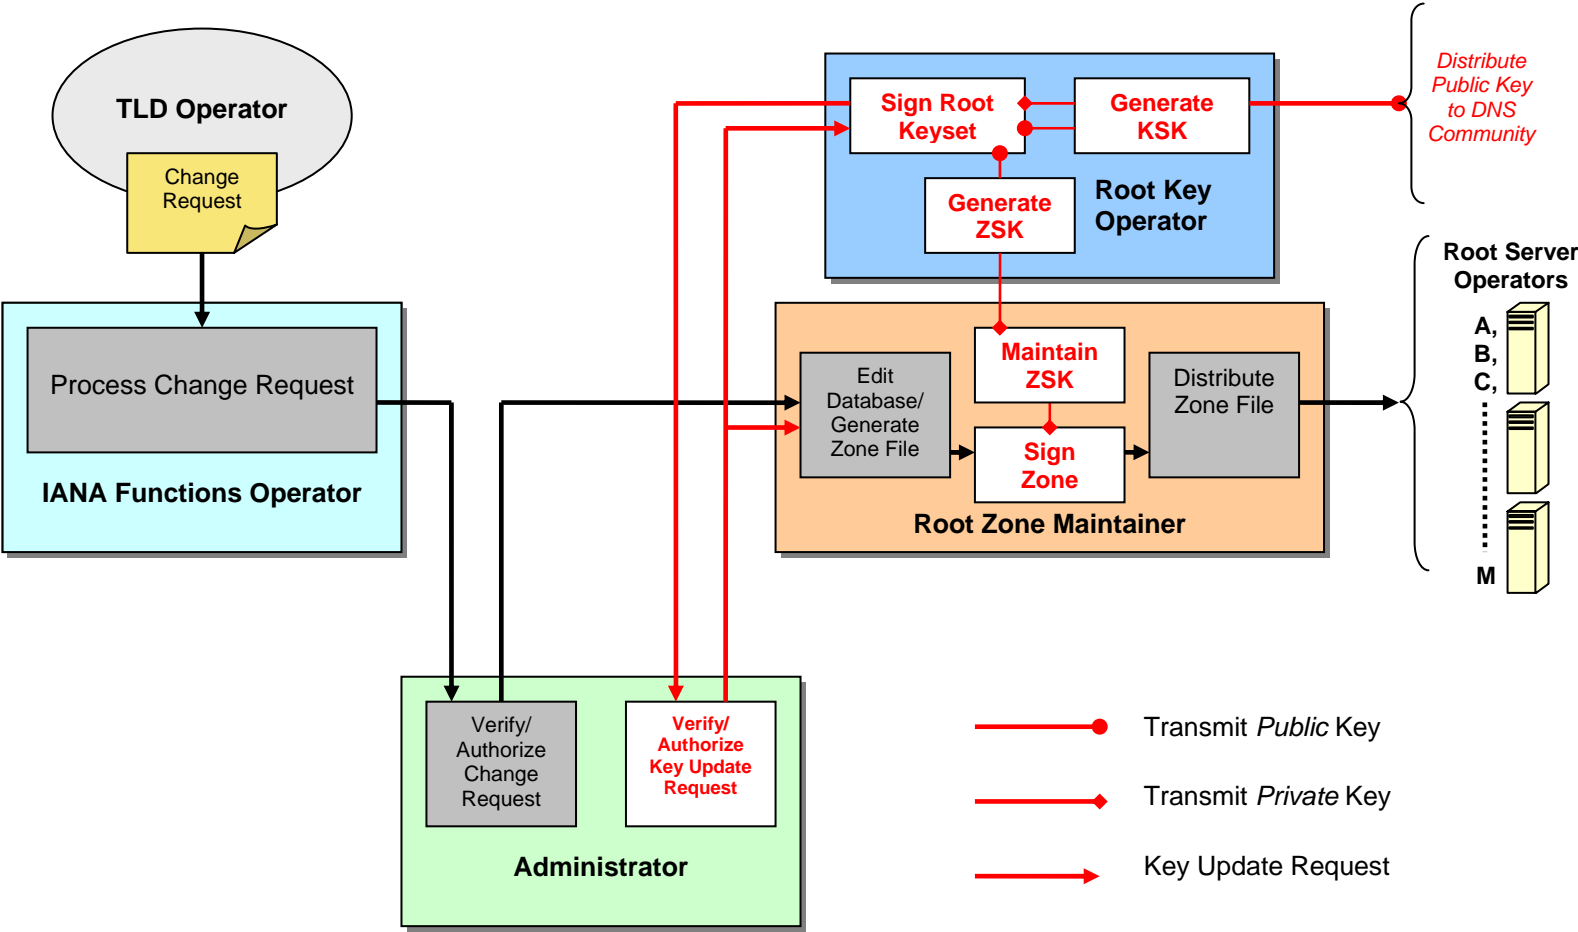 TLD Operator
Change
Request
Process Change Request
IANA Functions Operator
Sign Root
Keyset
Generate
KSK
Generate
ZSK
Root Key
Operator
Distribute
Public Key
to DNS
Community
Root Server
Operators
A,
B,
C,
M
Edit
Database/
Generate
Zone File
Maintain
ZSK
Sign
Zone
Distribute
Zone File
Root Zone Maintainer
Verify/
Authorize
Change
Request
Verify/
Authorize
Key Update
Request
Administrator
Transmit Public Key
Transmit Private Key
Key Update Request